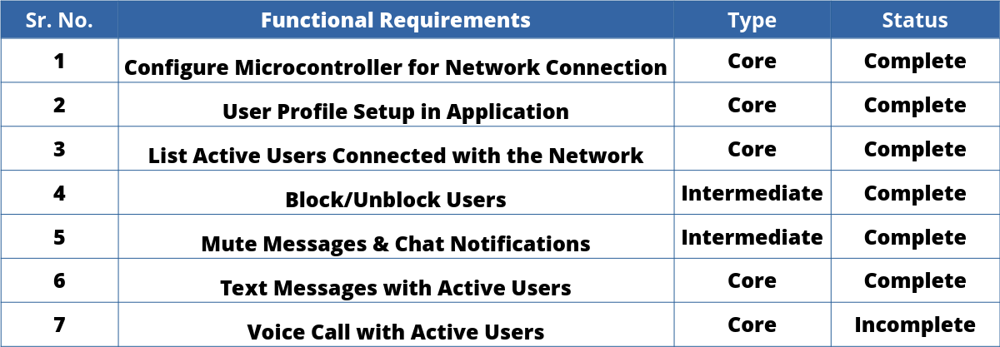 Sr. No. Functional Requirements Type Status
1 Configure Microcontroller for Network Connection Core Complete
2 User Profile Setup in Application Core Complete
3 List Active Users Connected with the Network Core Complete
4 Block/Unblock Users Intermediate Complete
5 Mute Messages & Chat Notifications Intermediate Complete
6 Text Messages with Active Users Core Complete
7 Voice Call with Active Users Core Incomplete